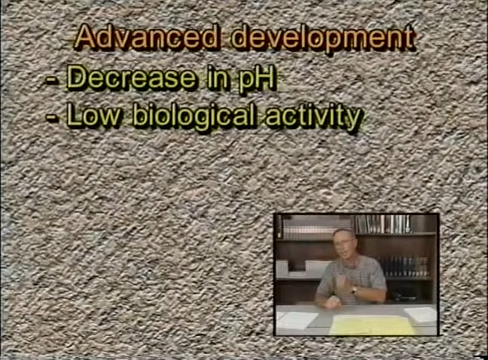 Advanced development
- Decrease in pH
- Low biological activity